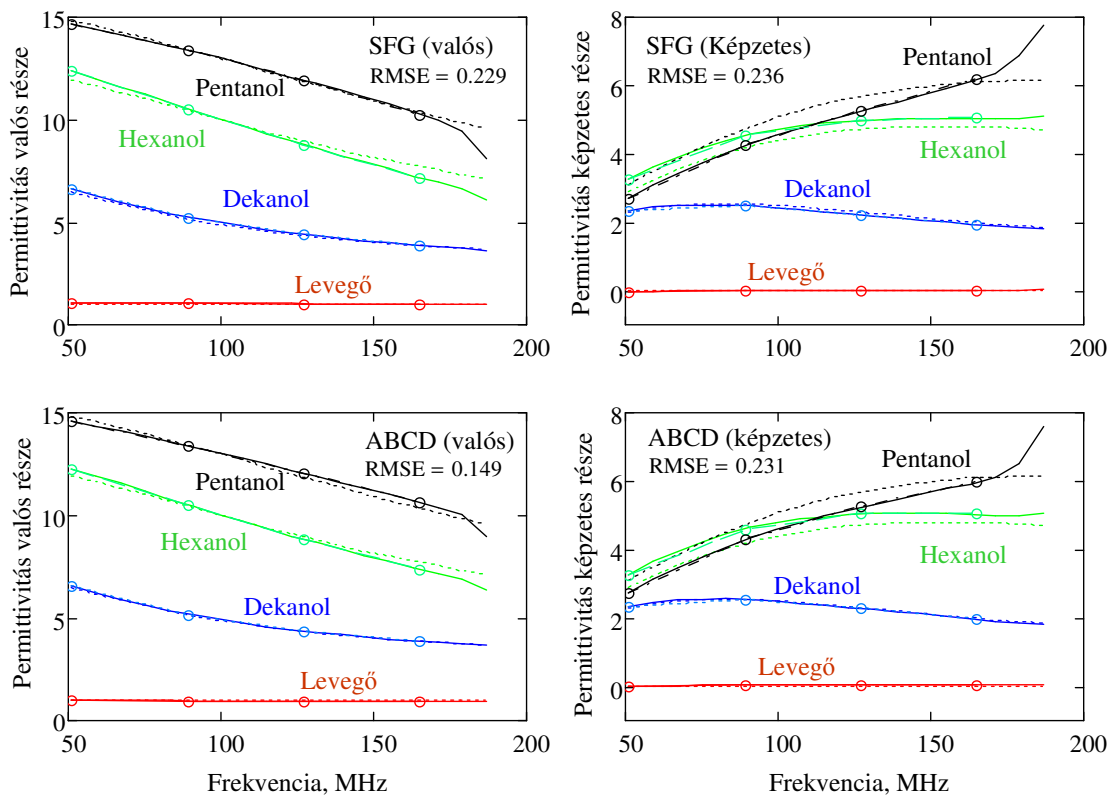 15
10
5
0
50
100
150
200
Permittivitás valós része
SFG (valós)
RMSE = 0.229
Pentanol
Hexanol
Dekanol
Levegő
8
6
4
2
0
50
100
150
200
Permittivitás képzetes része
SFG (Képzetes)
RMSE = 0.236
Pentanol
Hexanol
Dekanol
Levegő
15
10
5
0
50
100
150
200
Permittivitás valós része
Frekvencia, MHz
ABCD (valós)
RMSE = 0.149
Pentanol
Hexanol
Dekanol
Levegő
8
6
4
2
0
50
100
150
200
Permittivitás képzetes része
Frekvencia, MHz
ABCD (képzetes)
RMSE = 0.231
Pentanol
Hexanol
Dekanol
Levegő